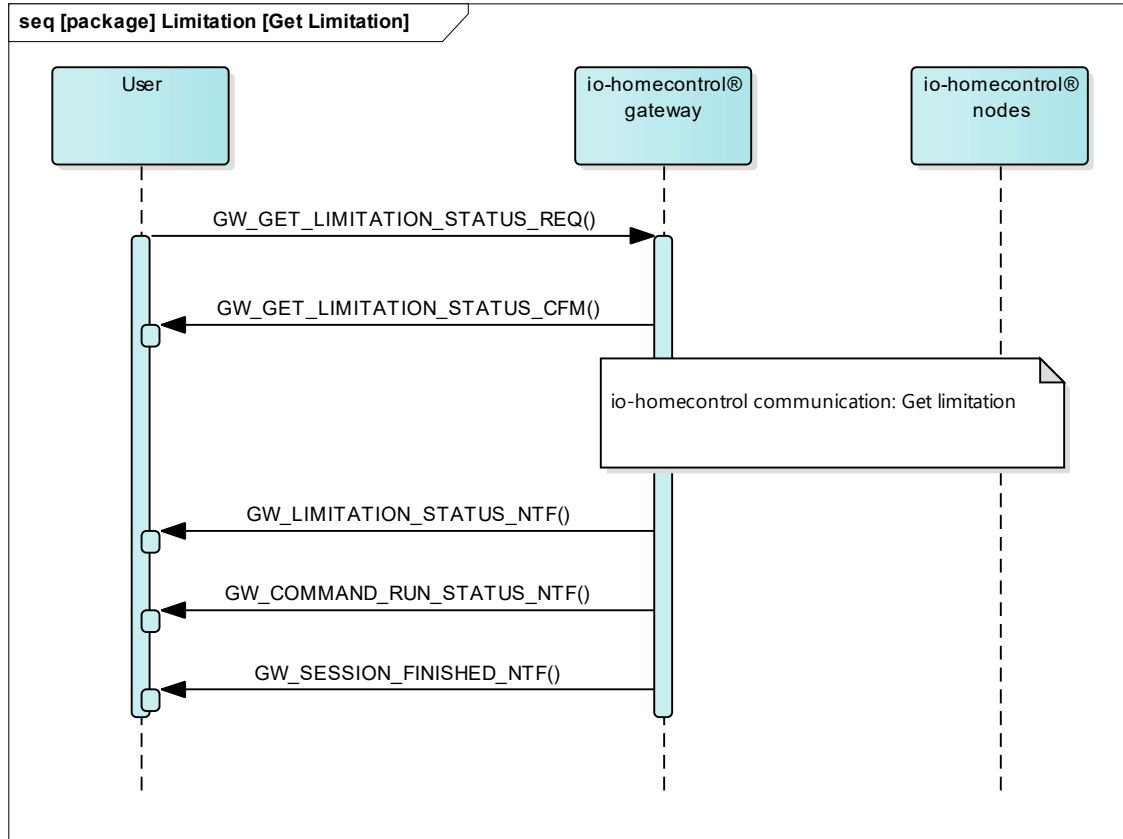 seq [package] Limitation [Get Limitation]
User
io-homecontrol®
gateway
io-homecontrol®
nodes
GW_GET_LIMITATION_STATUS_REQ()
GW_GET_LIMITATION_STATUS_CFM()
io-homecontrol communication: Get limitation
GW_LIMITATION_STATUS_NTF()
GW_COMMAND_RUN_STATUS_NTF()
GW_SESSION_FINISHED_NTF()